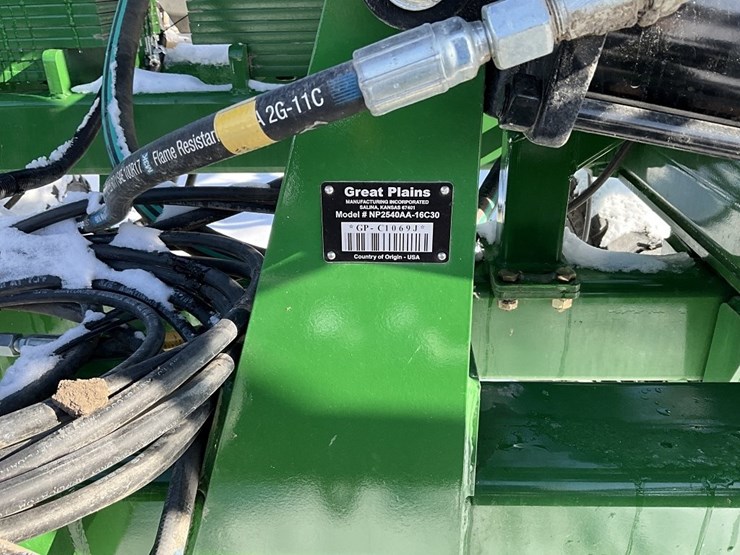 2G-11C
Flame Resistant
100R17
Great Plains
MANUFACTURING INCORPORATED
SALINA, KANSAS 67401
Model # NP2540AA-16C30
*GP-C1069J*
Country of Origin - USA